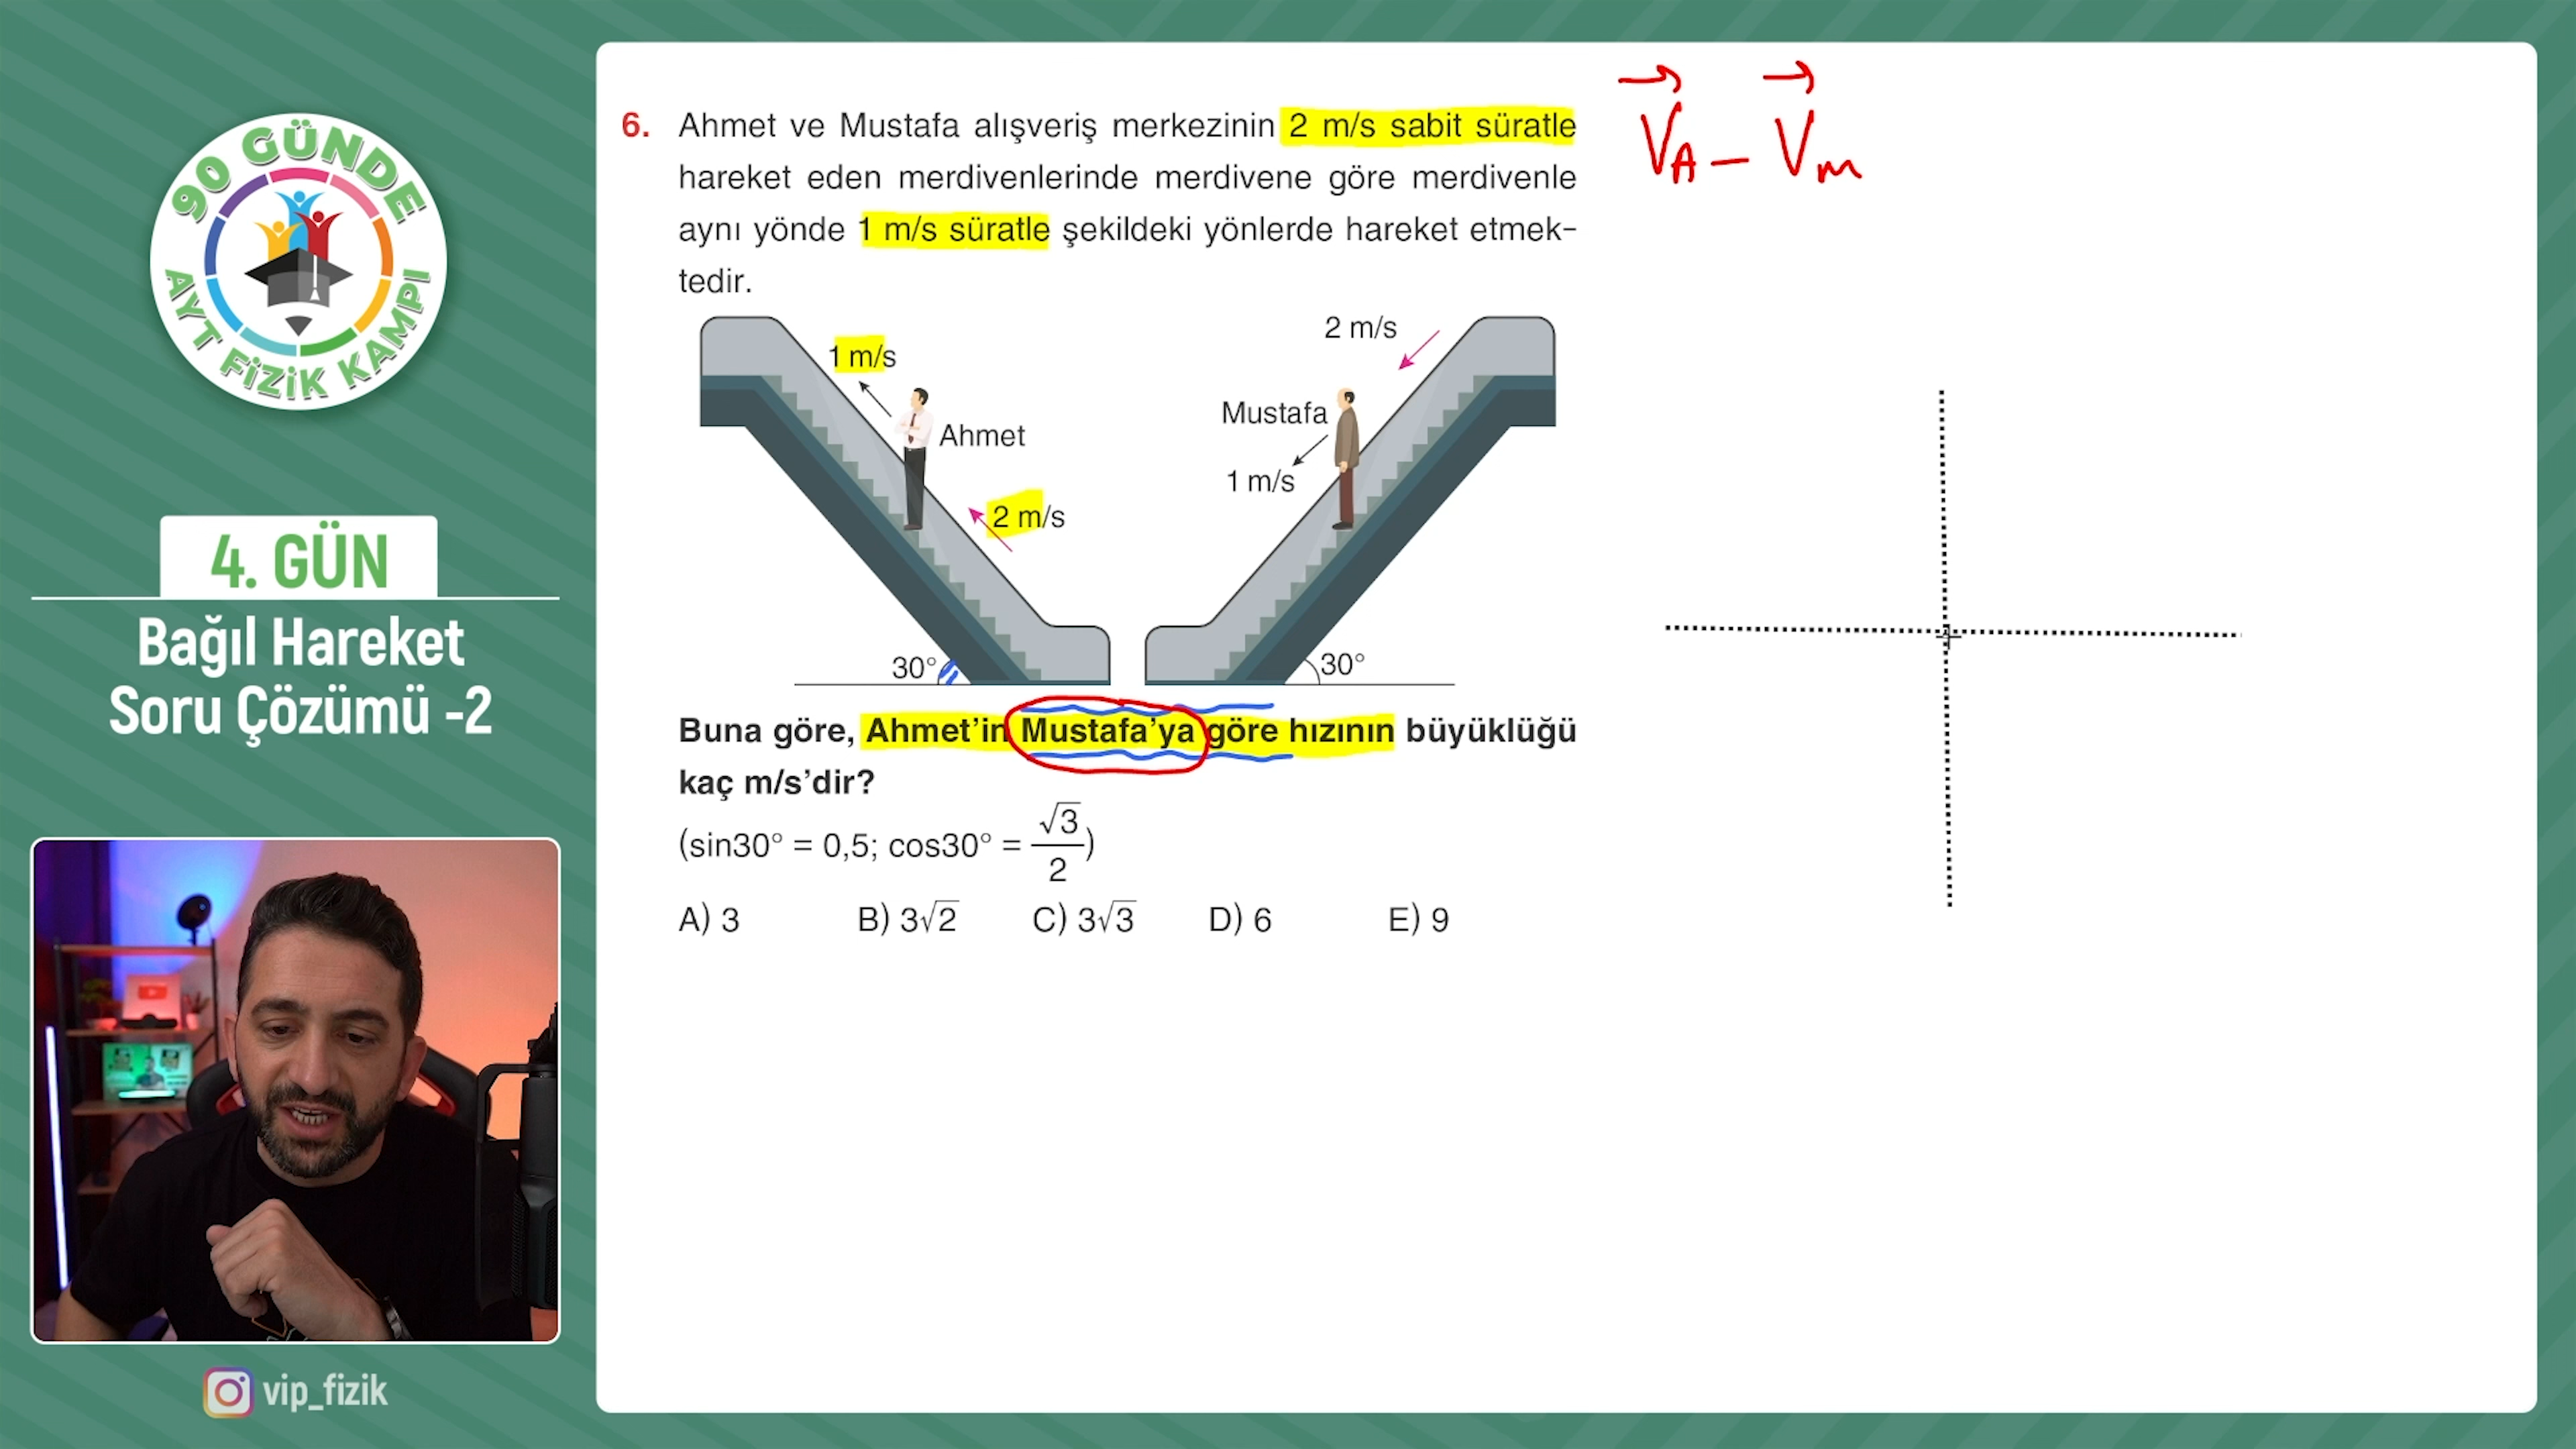 90 GÜNDE
AYT FİZİK KAMPI
4. GÜN
Bağıl Hareket
Soru Çözümü -2
vip_fizik
6. Ahmet ve Mustafa alışveriş merkezinin 2 m/s sabit süratle
hareket eden merdivenlerinde merdivene göre merdivenle
aynı yönde 1 m/s süratle şekildeki yönlerde hareket etmek-
tedir.
1 m/s
Ahmet
2 m/s
30°
2 m/s
Mustafa
1 m/s
30°
Buna göre, Ahmet'in Mustafa'ya göre hızının büyüklüğü
kaç m/s'dir?
(sin30° = 0,5; cos30° = √3/2)
A) 3 B) 3√2 C) 3√3 D) 6 E) 9
V⃗A – V⃗m